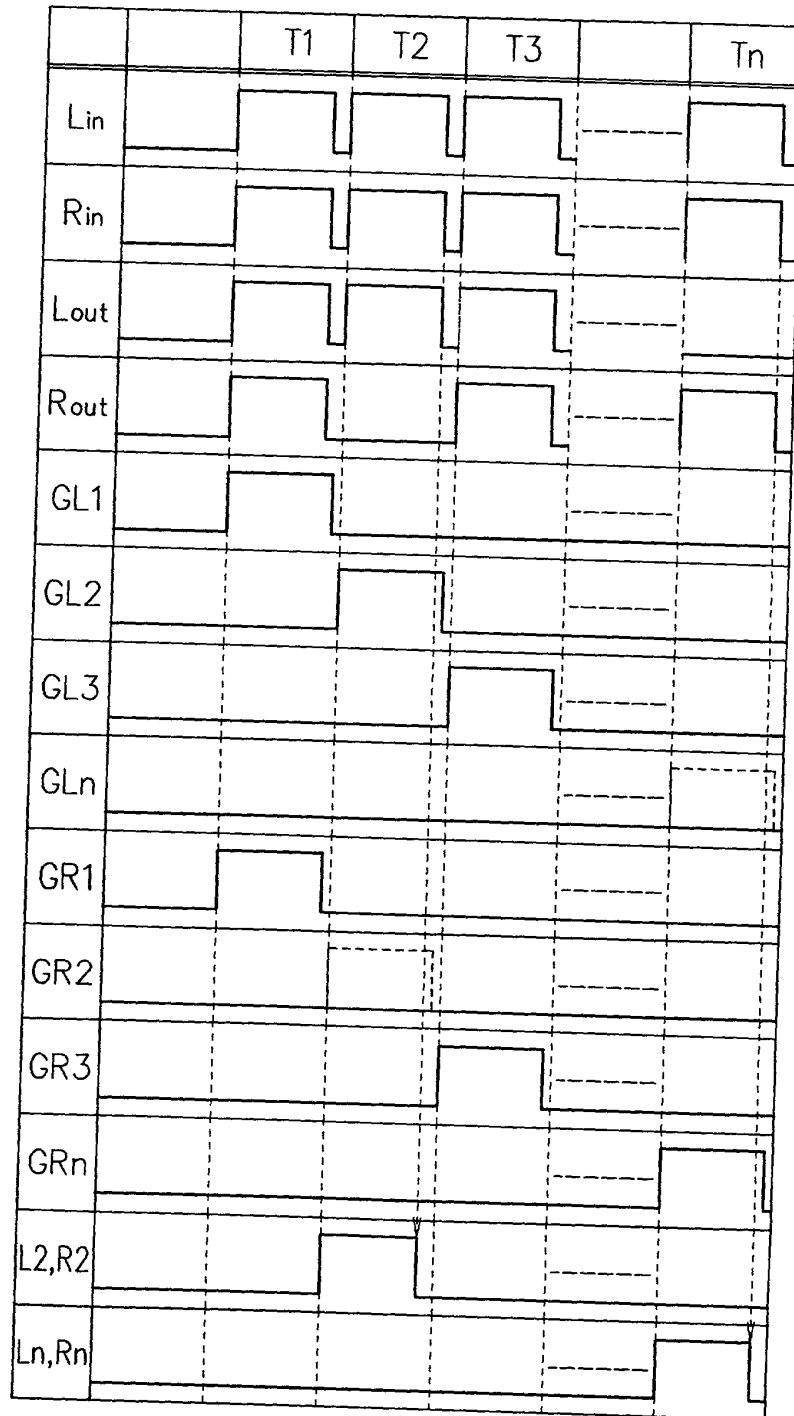 T1 T2 T3 Tn
Lin
Rin
Lout
Rout
GL1
GL2
GL3
GLn
GR1
GR2
GR3
GRn
L2,R2
Ln,Rn